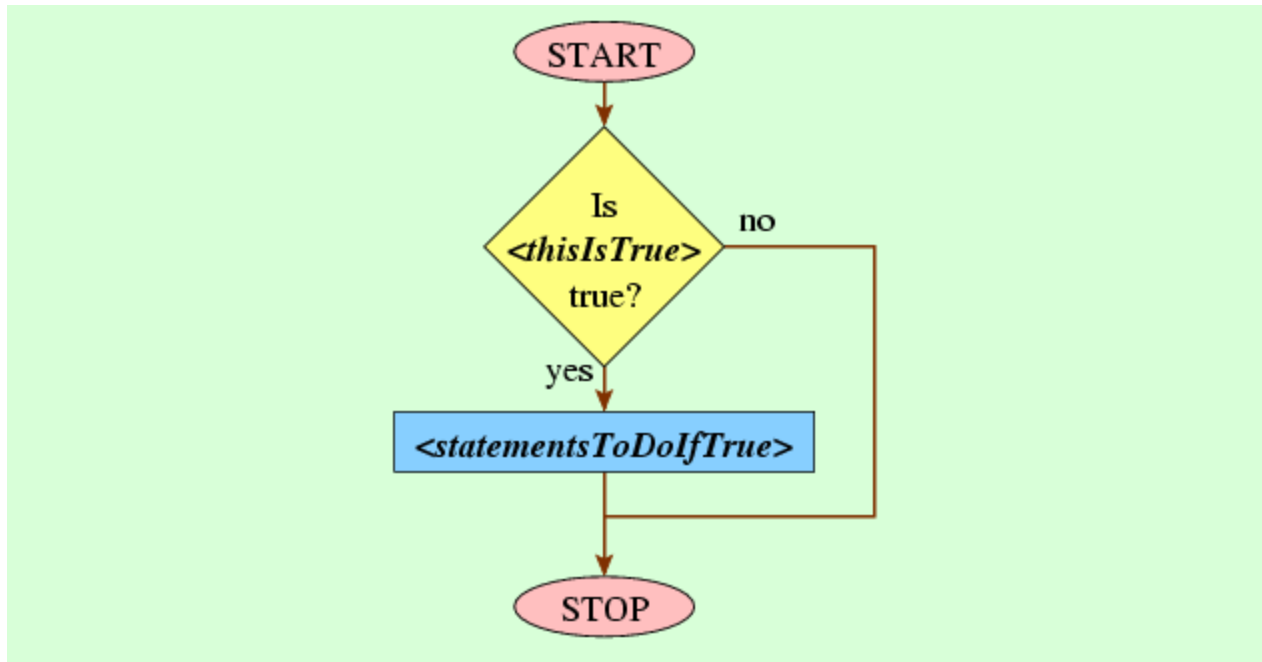 START
Is
<thisIsTrue>
true?
no
yes
<statementsToDoIfTrue>
STOP